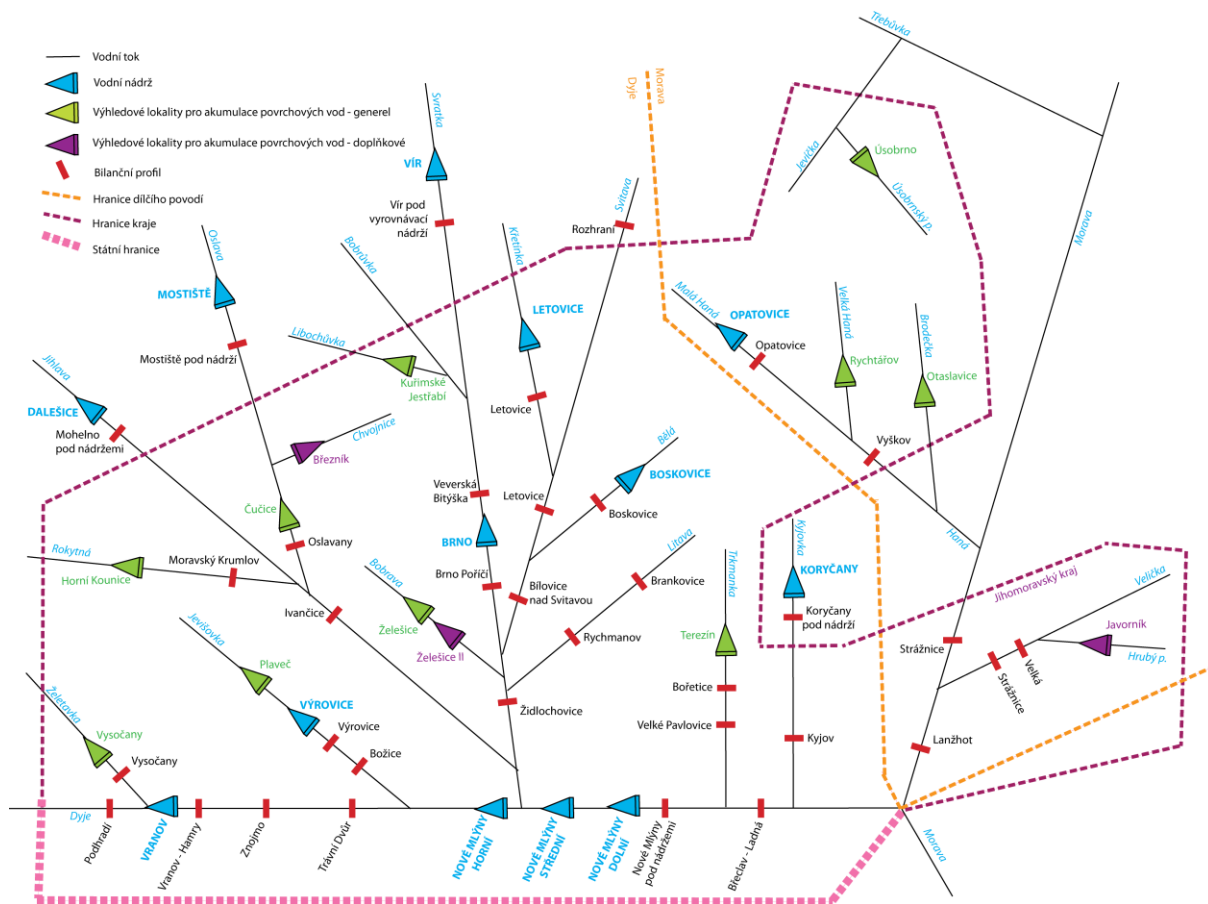 Vodní tok
Vodní nádrž
Výhledové lokality pro akumulace povrchových vod - generel
Výhledové lokality pro akumulace povrchových vod - doplňkové
Bilanční profil
Hranice dílčího povodí
Hranice kraje
Státní hranice
Třebůvka
Morava
Dyje
Svratka
Jevíčka
Úsobrno
Úsobrnský p.
VÍR
Vír pod
vyrovnávací
nádrží
Svitava
Rozhraní
Křetínka
Bobrůvka
Oslava
MOSTIŠTĚ
Mostiště pod nádrží
Libochůvka
Kuřimské
Jestřabí
LETOVICE
Letovice
Malá Haná
OPATOVICE
Opatovice
Velká Haná
Rychtářov
Brodečka
Otaslavice
Morava
Jihlava
DALEŠICE
Mohelno
pod nádržemi
Chvojnice
Březník
Čučice
Oslavany
Veverská
Bitýška
BRNO
Brno Poříčí
Letovice
Bělá
BOSKOVICE
Boskovice
Vyškov
Haná
Rokytná
Horní Kounice
Moravský Krumlov
Ivančice
Bobrava
Želešice
Želešice II
Bílovice
nad Svitavou
Litava
Brankovice
Rychmanov
Židlochovice
Trkmanka
Terezín
Bořetice
Velké Pavlovice
Kyjovka
KORYČANY
Koryčany
pod nádrží
Kyjov
Jihomoravský kraj
Velička
Javorník
Hrubý p.
Strážnice
Strážnice
Velká
Lanžhot
Jevišovka
Plaveč
VÝROVICE
Výrovice
Božice
Želetavka
Vysočany
Vysočany
Dyje
Podhradí
VRANOV
Vranov - Hamry
Znojmo
Trávní Dvůr
NOVÉ MLÝNY
HORNÍ
NOVÉ MLÝNY
STŘEDNÍ
NOVÉ MLÝNY
DOLNÍ
Nové Mlýny
pod nádržemi
Břeclav - Ladná
Morava